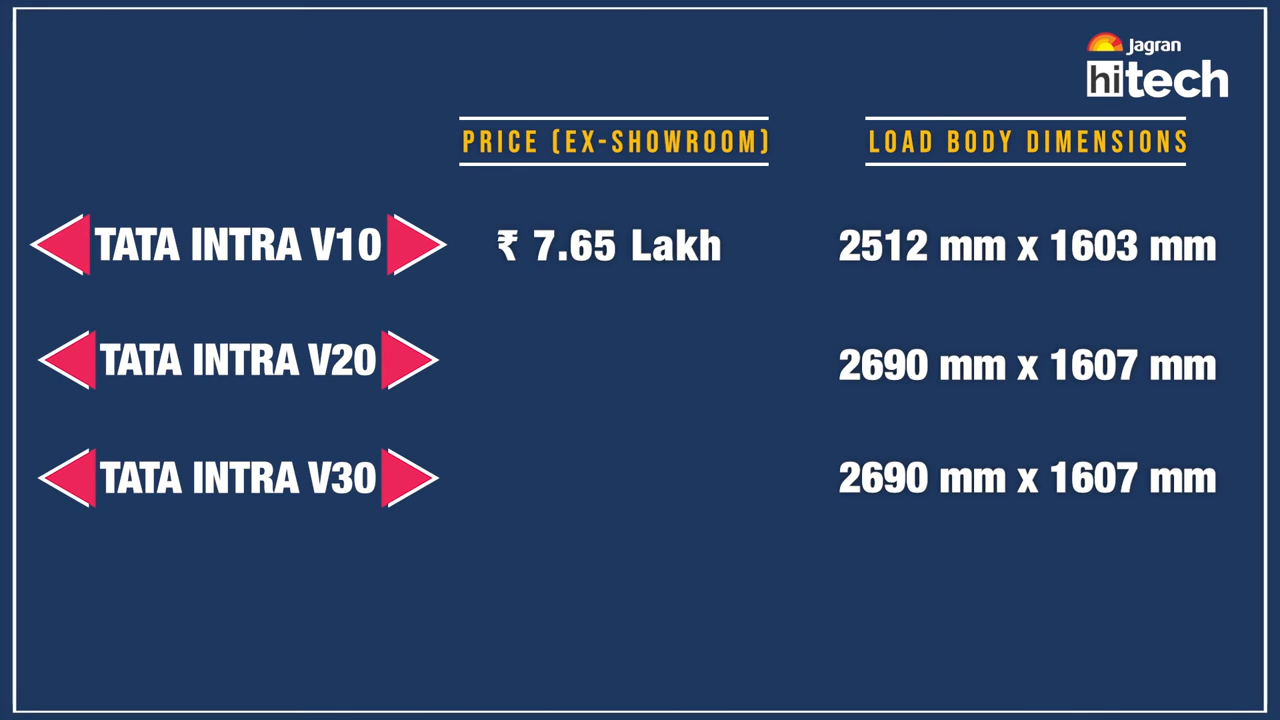 Jagran
hitech
PRICE (EX-SHOWROOM) LOAD BODY DIMENSIONS
TATA INTRA V10 ₹ 7.65 Lakh 2512 mm x 1603 mm
TATA INTRA V20 2690 mm x 1607 mm
TATA INTRA V30 2690 mm x 1607 mm